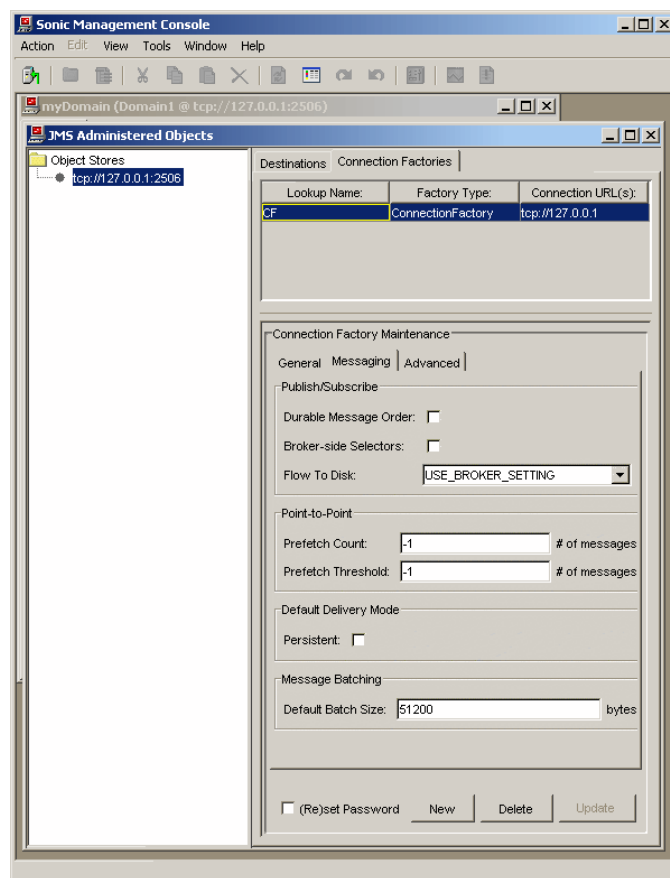 Sonic Management Console
Action Edit View Tools Window Help
myDomain (Domain1 @ tcp://127.0.0.1:2506)
JMS Administered Objects
Object Stores
tcp://127.0.0.1:2506
Destinations Connection Factories
Lookup Name: Factory Type: Connection URL(s):
CF ConnectionFactory tcp://127.0.0.1
Connection Factory Maintenance
General Messaging Advanced
Publish/Subscribe
Durable Message Order:
Broker-side Selectors:
Flow To Disk: USE_BROKER_SETTING
Point-to-Point
Prefetch Count: -1 # of messages
Prefetch Threshold: -1 # of messages
Default Delivery Mode
Persistent:
Message Batching
Default Batch Size: 51200 bytes
(Re)set Password New Delete Update